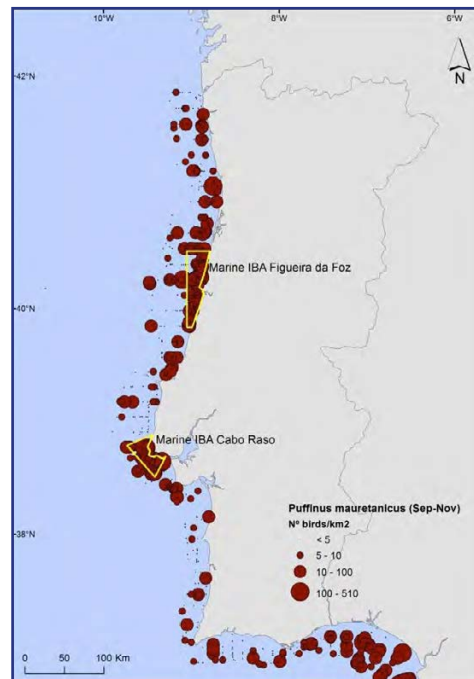 10°W
8°W
6°W
42°N
N
Marine IBA Figueira da Foz
40°N
Marine IBA Cabo Raso
38°N
Puffinus mauretanicus (Sep-Nov)
Nº birds/km2
< 5
5 - 10
10 - 100
100 - 510
0 50 100 Km